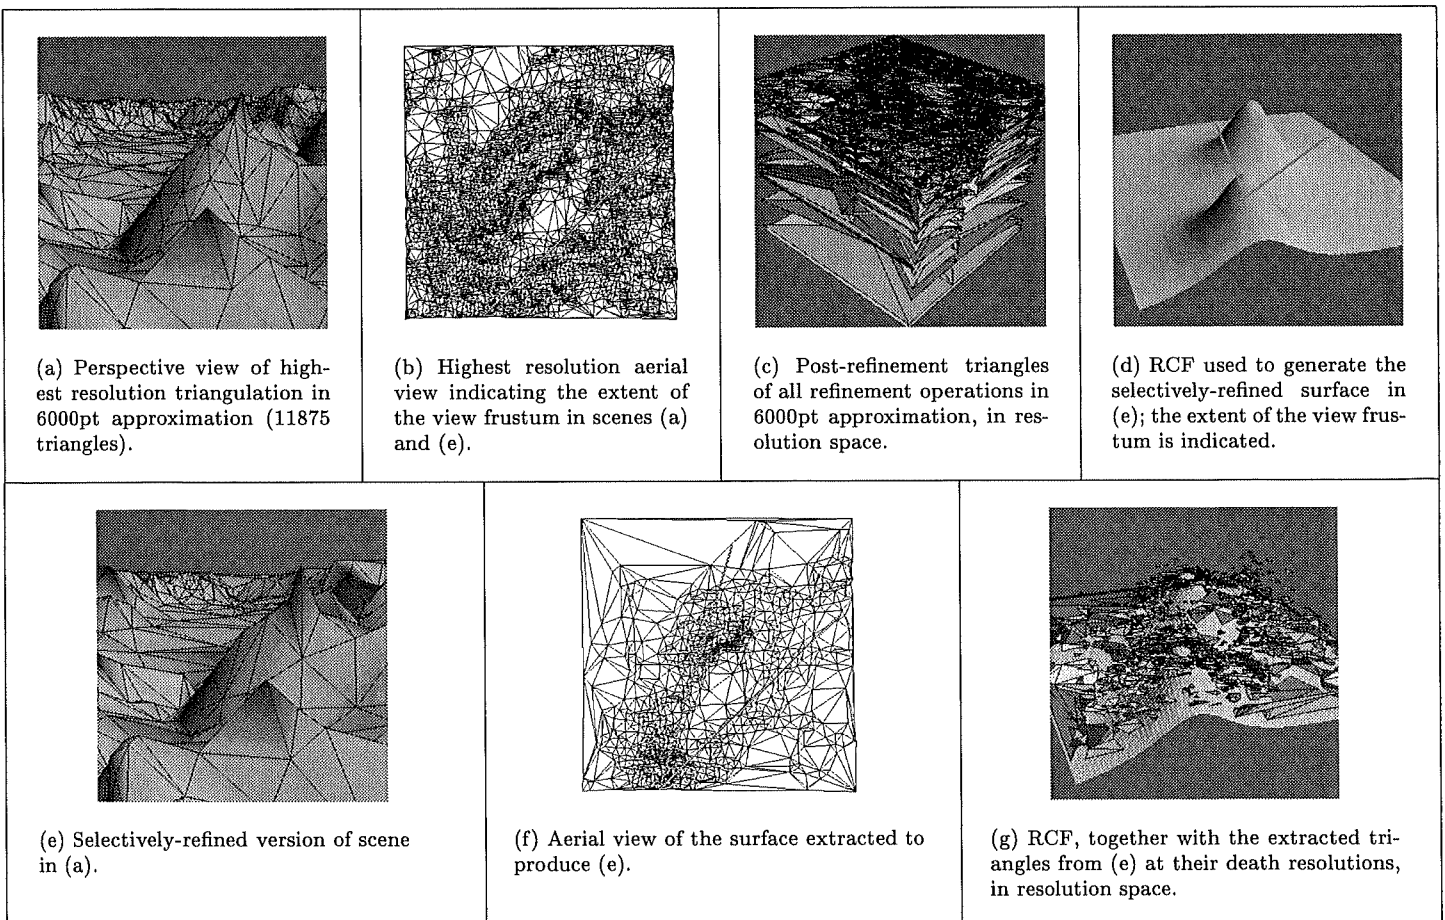 (a) Perspective view of high-
est resolution triangulation in
6000pt approximation (11875
triangles).
(b) Highest resolution aerial
view indicating the extent of
the view frustum in scenes (a)
and (e).
(c) Post-refinement triangles
of all refinement operations in
6000pt approximation, in res-
olution space.
(d) RCF used to generate the
selectively-refined surface in
(e); the extent of the view frus-
tum is indicated.
(e) Selectively-refined version of scene
in (a).
(f) Aerial view of the surface extracted to
produce (e).
(g) RCF, together with the extracted tri-
angles from (e) at their death resolutions,
in resolution space.